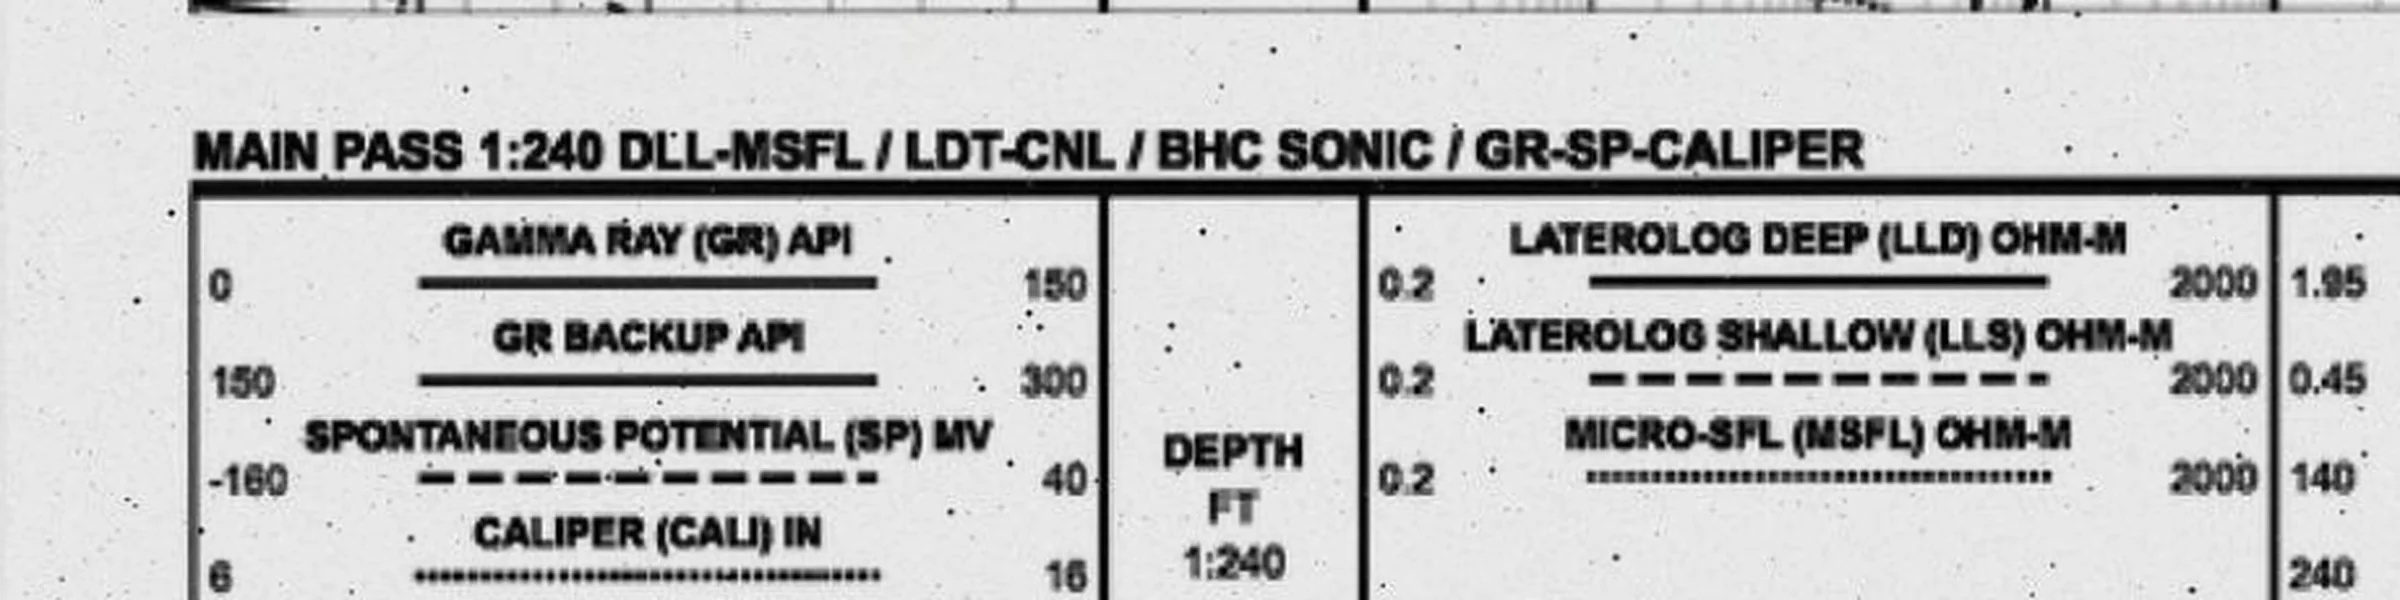 MAIN PASS 1:240 DLL-MSFL / LDT-CNL / BHC SONIC / GR-SP-CALIPER
GAMMA RAY (GR) API
0 150
GR BACKUP API
150 300
SPONTANEOUS POTENTIAL (SP) MV
-160 40
CALIPER (CALI) IN
6 16
DEPTH
FT
1:240
LATEROLOG DEEP (LLD) OHM-M
0.2 2000
LATEROLOG SHALLOW (LLS) OHM-M
0.2 2000
MICRO-SFL (MSFL) OHM-M
0.2 2000
1.95
0.45
140
240